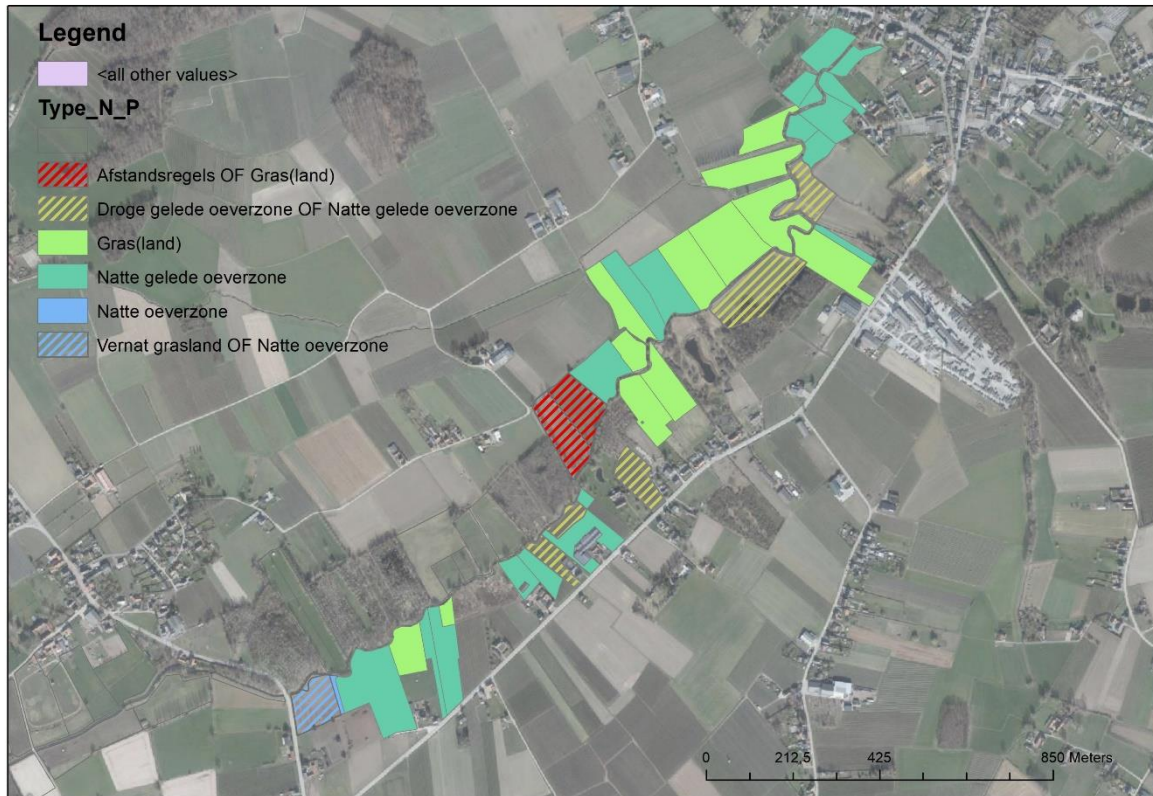 Legend
<all other values>
Type_N_P
Afstandsregels OF Gras(land)
Droge gelede oeverzone OF Natte gelede oeverzone
Gras(land)
Natte gelede oeverzone
Natte oeverzone
Vernat grasland OF Natte oeverzone
0 212,5 425 850 Meters